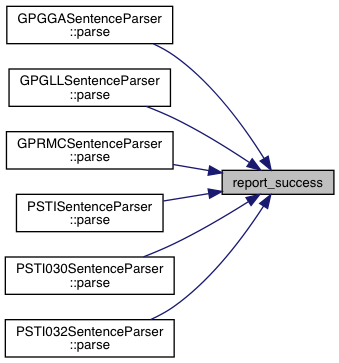 GPGGASentenceParser
::parse
GPGLLSentenceParser
::parse
GPRMCSentenceParser
::parse
report_success
PSTISentenceParser
::parse
PSTI030SentenceParser
::parse
PSTI032SentenceParser
::parse